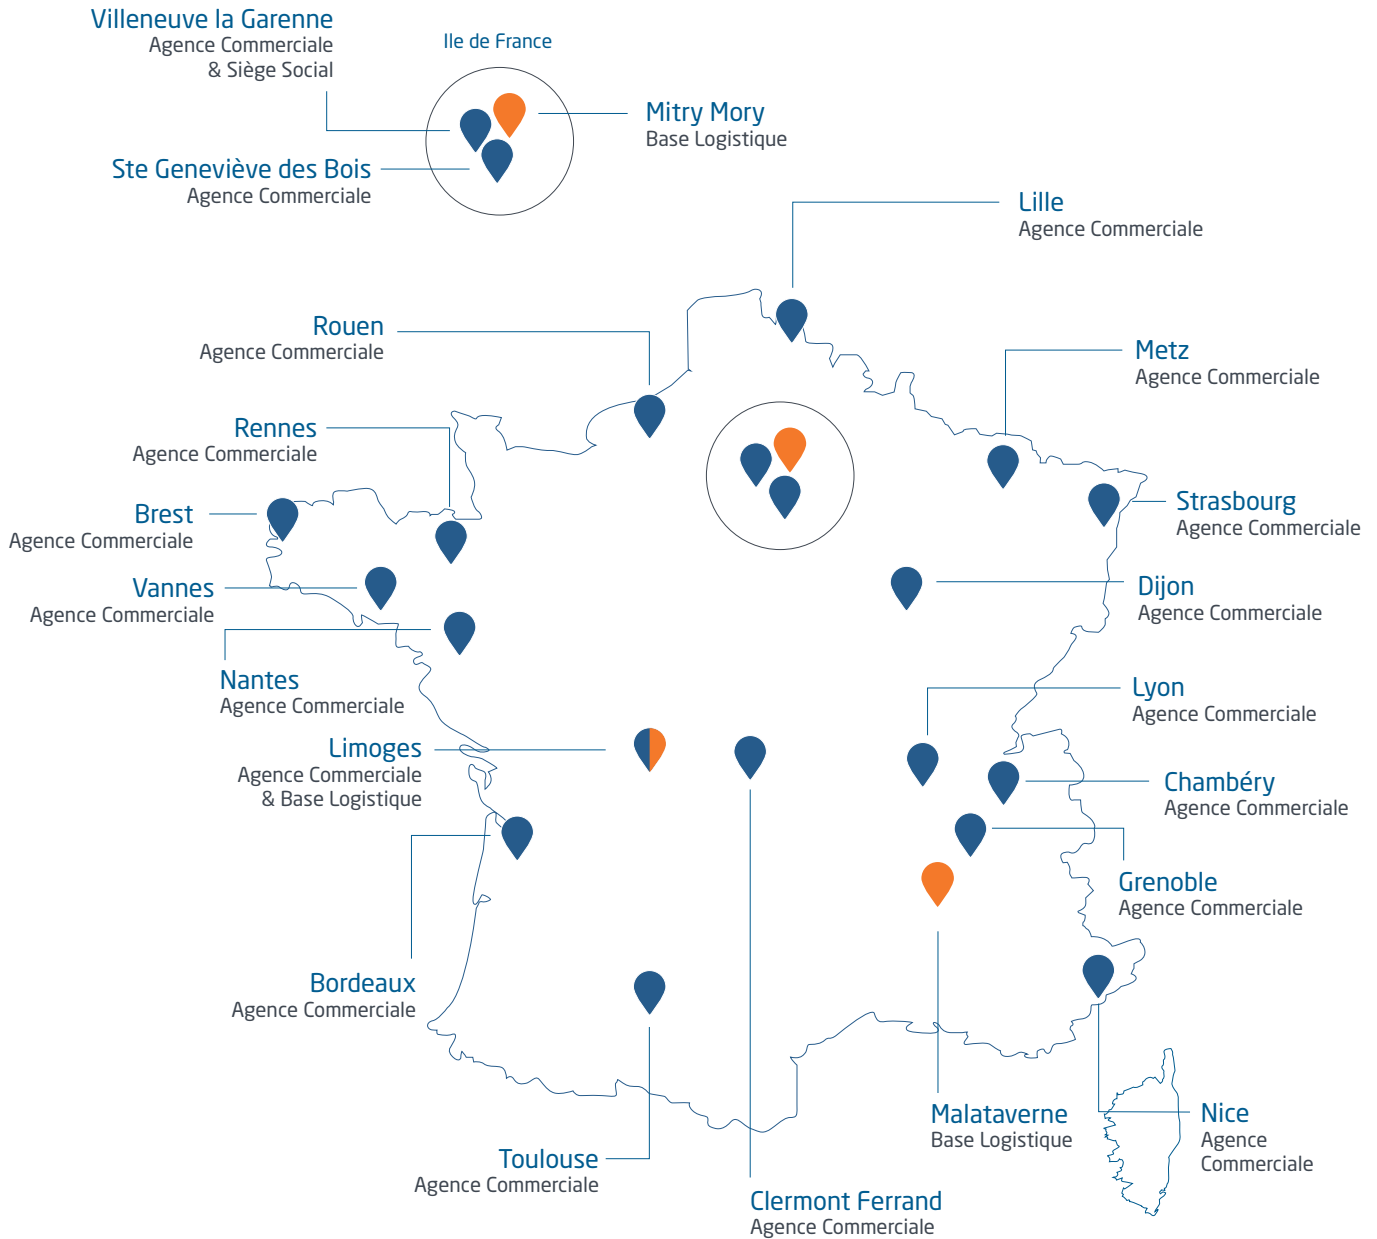 Villeneuve la Garenne
Agence Commerciale
& Siège Social
Ile de France
Mitry Mory
Base Logistique
Ste Geneviève des Bois
Agence Commerciale
Lille
Agence Commerciale
Rouen
Agence Commerciale
Metz
Agence Commerciale
Rennes
Agence Commerciale
Brest
Agence Commerciale
Strasbourg
Agence Commerciale
Vannes
Agence Commerciale
Dijon
Agence Commerciale
Nantes
Agence Commerciale
Lyon
Agence Commerciale
Limoges
Agence Commerciale
& Base Logistique
Chambéry
Agence Commerciale
Grenoble
Agence Commerciale
Bordeaux
Agence Commerciale
Malataverne
Base Logistique
Nice
Agence
Commerciale
Toulouse
Agence Commerciale
Clermont Ferrand
Agence Commerciale